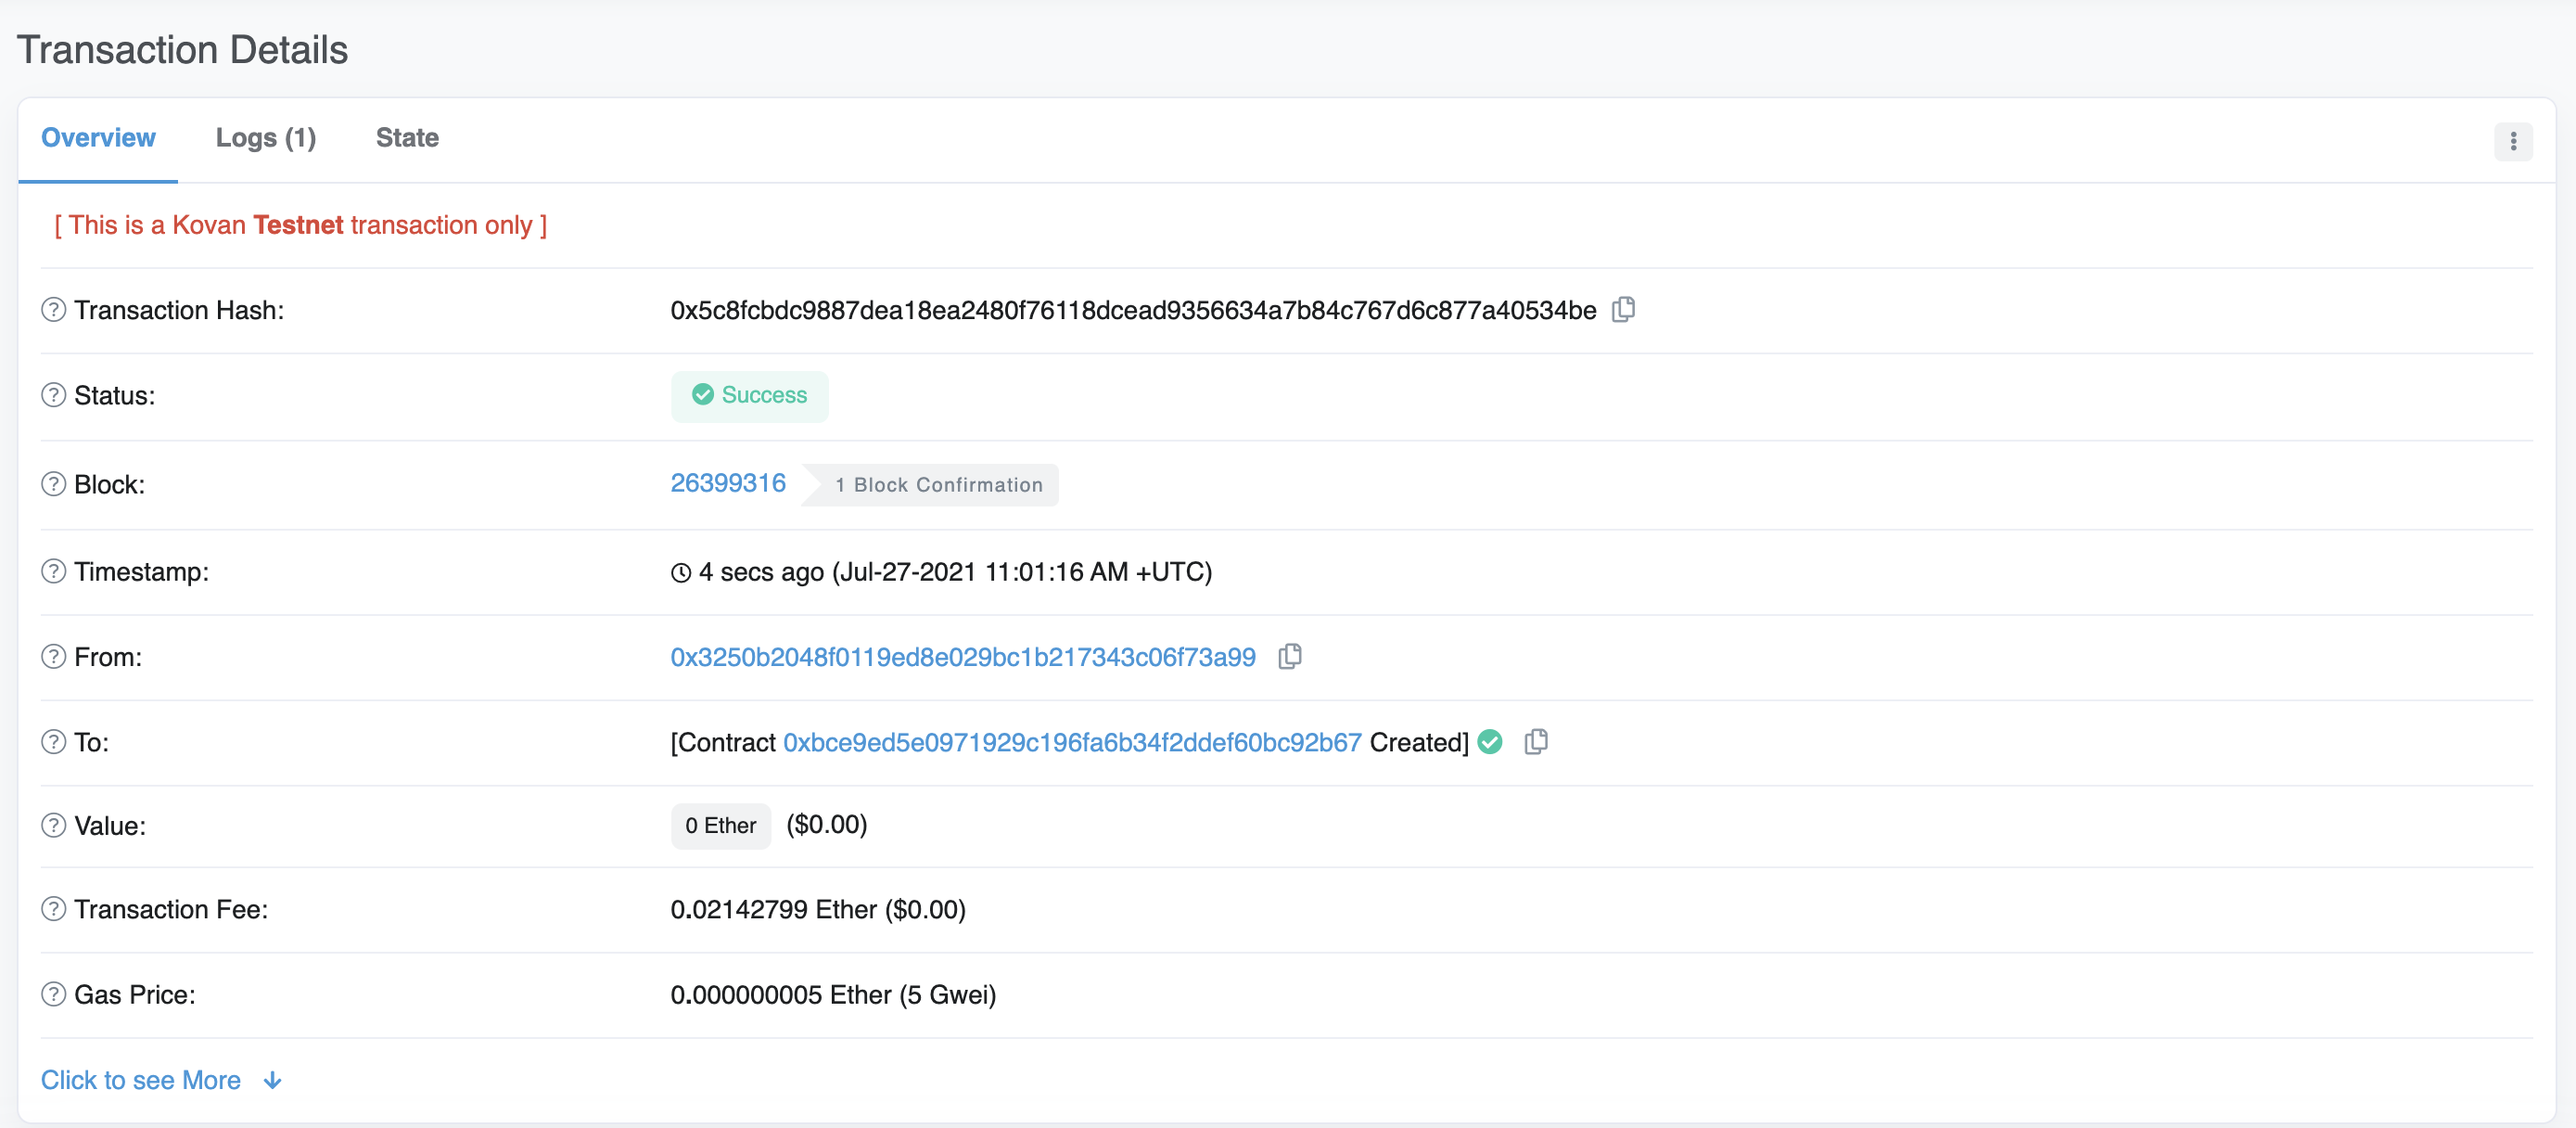 Transaction Details
Overview Logs (1) State
[ This is a Kovan Testnet transaction only ]
Transaction Hash: 0x5c8fcbdc9887dea18ea2480f76118dcead9356634a7b84c767d6c877a40534be
Status: Success
Block: 26399316 1 Block Confirmation
Timestamp: 4 secs ago (Jul-27-2021 11:01:16 AM +UTC)
From: 0x3250b2048f0119ed8e029bc1b217343c06f73a99
To: [Contract 0xbce9ed5e0971929c196fa6b34f2ddef60bc92b67 Created]
Value: 0 Ether ($0.00)
Transaction Fee: 0.02142799 Ether ($0.00)
Gas Price: 0.000000005 Ether (5 Gwei)
Click to see More